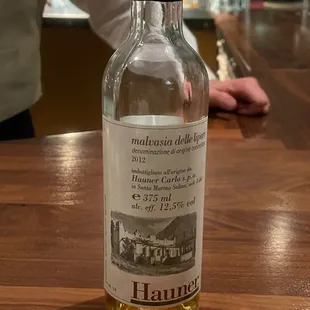 malvasia delle lipari
denominazione di origine
2012
imbottigliato all'origine da
Hauner Carlo s.p.a.
in Santa Marina Salina,
e 375 ml
alc. eff. 12,5% vol
Hauner